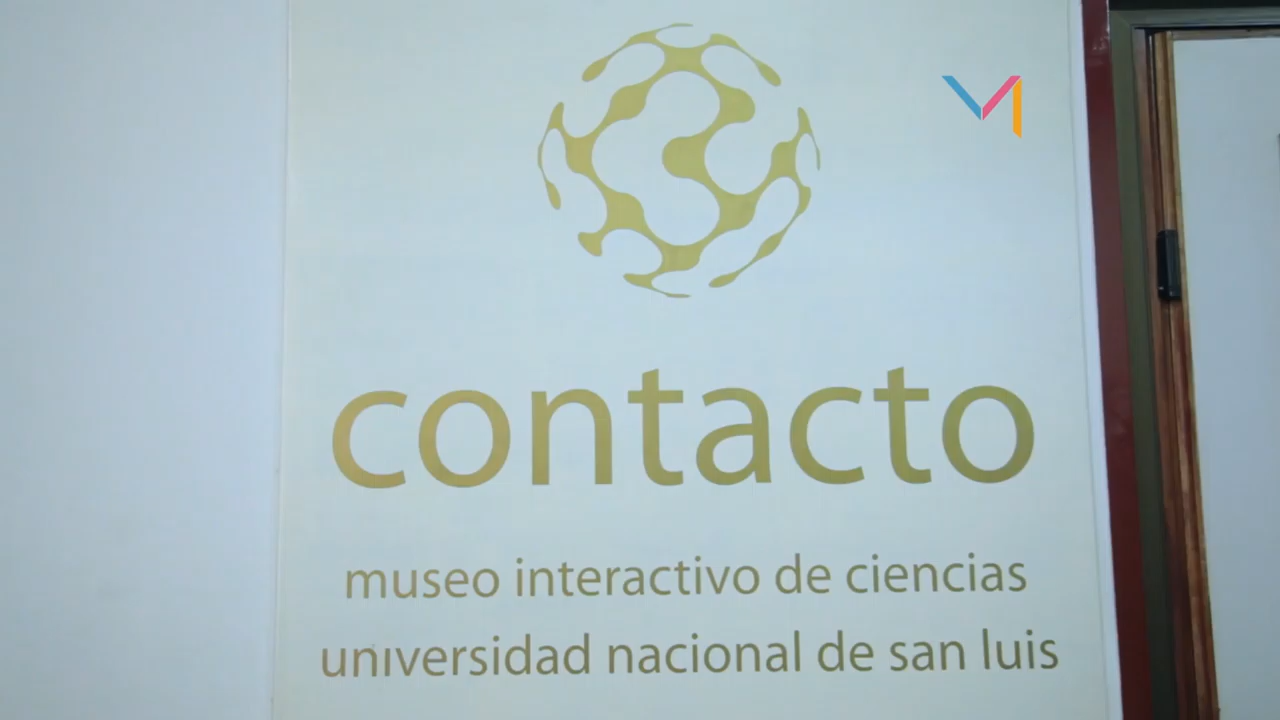 contacto
museo interactivo de ciencias
universidad nacional de san luis